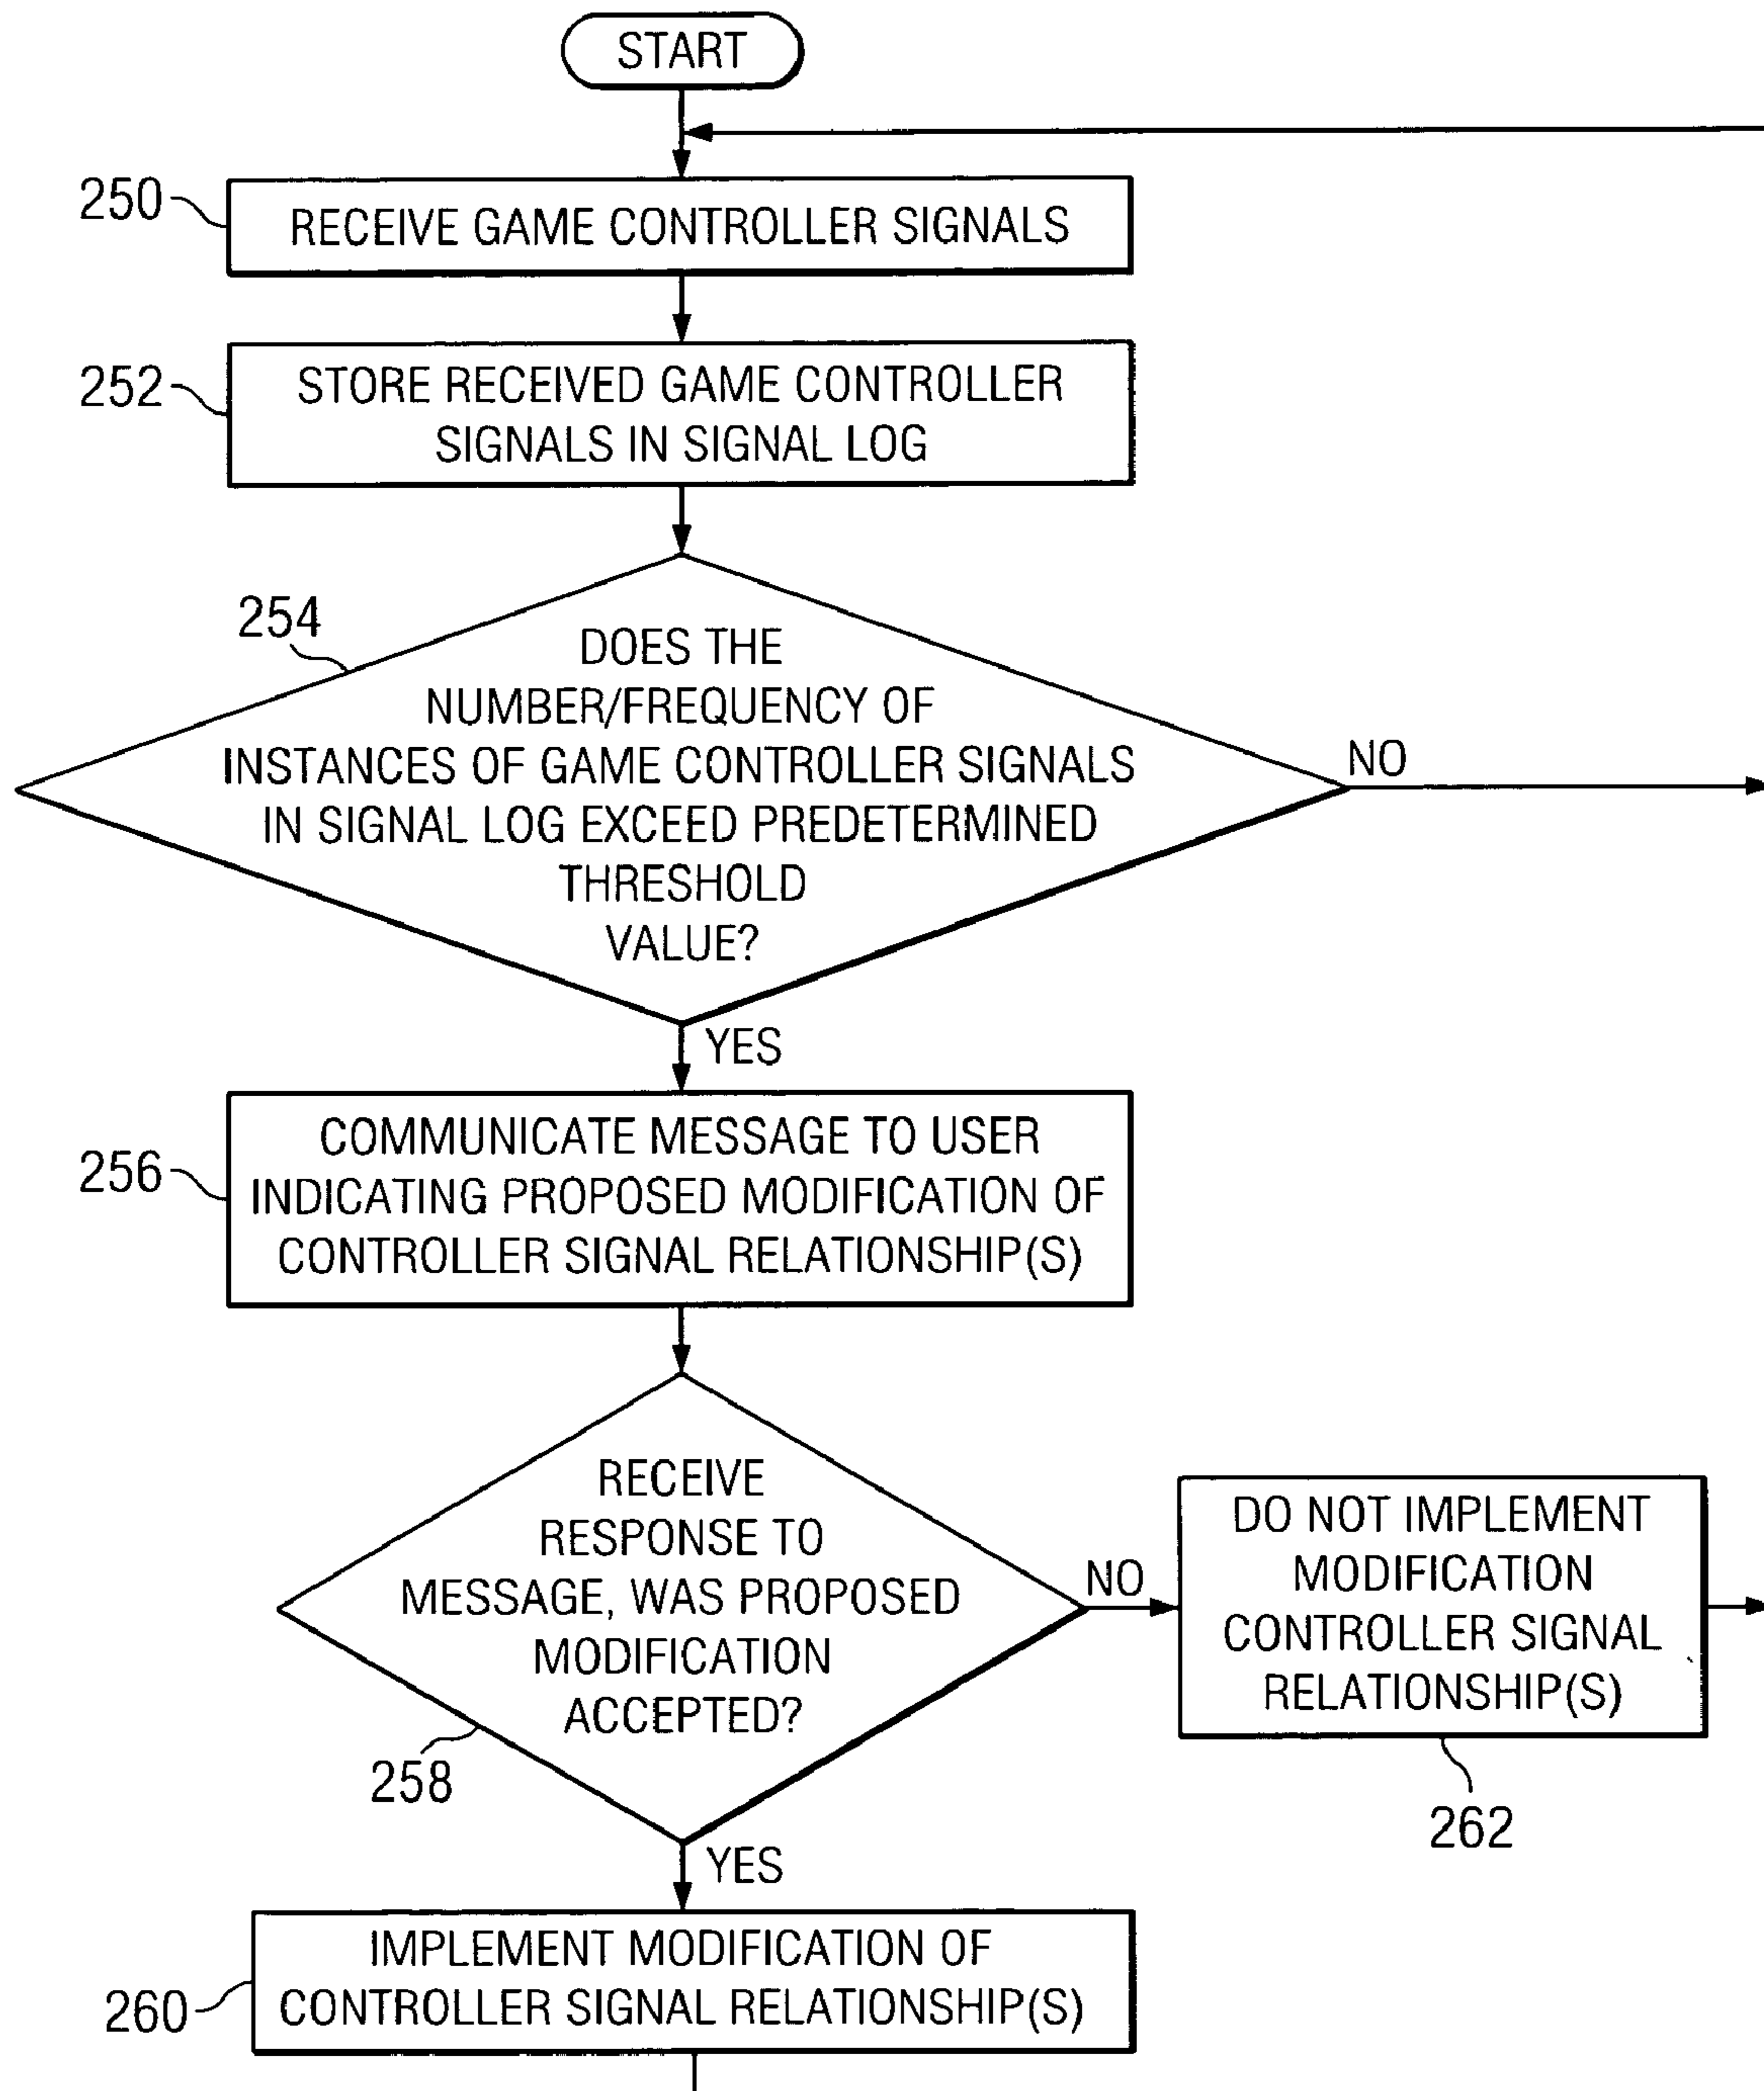 START
250
RECEIVE GAME CONTROLLER SIGNALS
252
STORE RECEIVED GAME CONTROLLER
SIGNALS IN SIGNAL LOG
254
DOES THE
NUMBER/FREQUENCY OF
INSTANCES OF GAME CONTROLLER SIGNALS
IN SIGNAL LOG EXCEED PREDETERMINED
THRESHOLD
VALUE?
NO
YES
256
COMMUNICATE MESSAGE TO USER
INDICATING PROPOSED MODIFICATION OF
CONTROLLER SIGNAL RELATIONSHIP(S)
RECEIVE
RESPONSE TO
MESSAGE, WAS PROPOSED
MODIFICATION
ACCEPTED?
258
NO
DO NOT IMPLEMENT
MODIFICATION
CONTROLLER SIGNAL
RELATIONSHIP(S)
262
YES
260
IMPLEMENT MODIFICATION OF
CONTROLLER SIGNAL RELATIONSHIP(S)